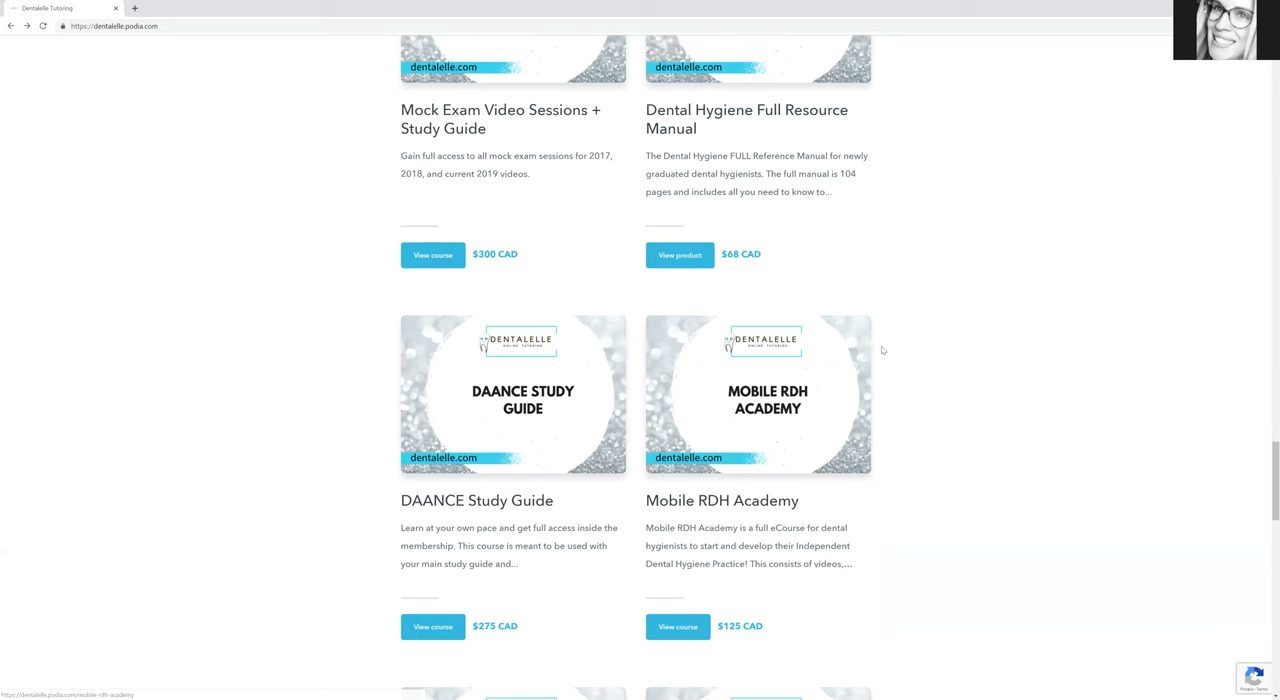 Dentalelle Tutoring
https://dentalelle.podia.com
dentalelle.com
dentalelle.com
Mock Exam Video Sessions +
Study Guide
Gain full access to all mock exam sessions for 2017,
2018, and current 2019 videos.
View course $300 CAD
Dental Hygiene Full Resource
Manual
The Dental Hygiene FULL Reference Manual for newly
graduated dental hygienists. The full manual is 104
pages and includes all you need to know to...
View product $68 CAD
DENTALELLE
ONLINE TUTORING
DAANCE STUDY
GUIDE
dentalelle.com
DAANCE Study Guide
Learn at your own pace and get full access inside the
membership. This course is meant to be used with
your main study guide and...
View course $275 CAD
DENTALELLE
ONLINE TUTORING
MOBILE RDH
ACADEMY
dentalelle.com
Mobile RDH Academy
Mobile RDH Academy is a full eCourse for dental
hygienists to start and develop their Independent
Dental Hygiene Practice! This consists of videos,...
View course $125 CAD
Privacy - Terms
https://dentalelle.podia.com/mobile-rdh-academy